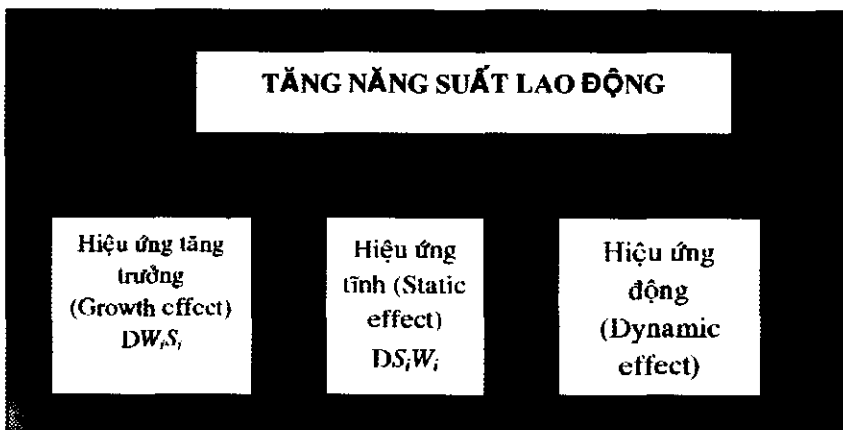 TĂNG NĂNG SUẤT LAO ĐỘNG
Hiệu ứng tăng
trưởng
(Growth effect)
DWᵢSᵢ
Hiệu ứng
tĩnh (Static
effect)
DSᵢWᵢ
Hiệu ứng
động
(Dynamic
effect)